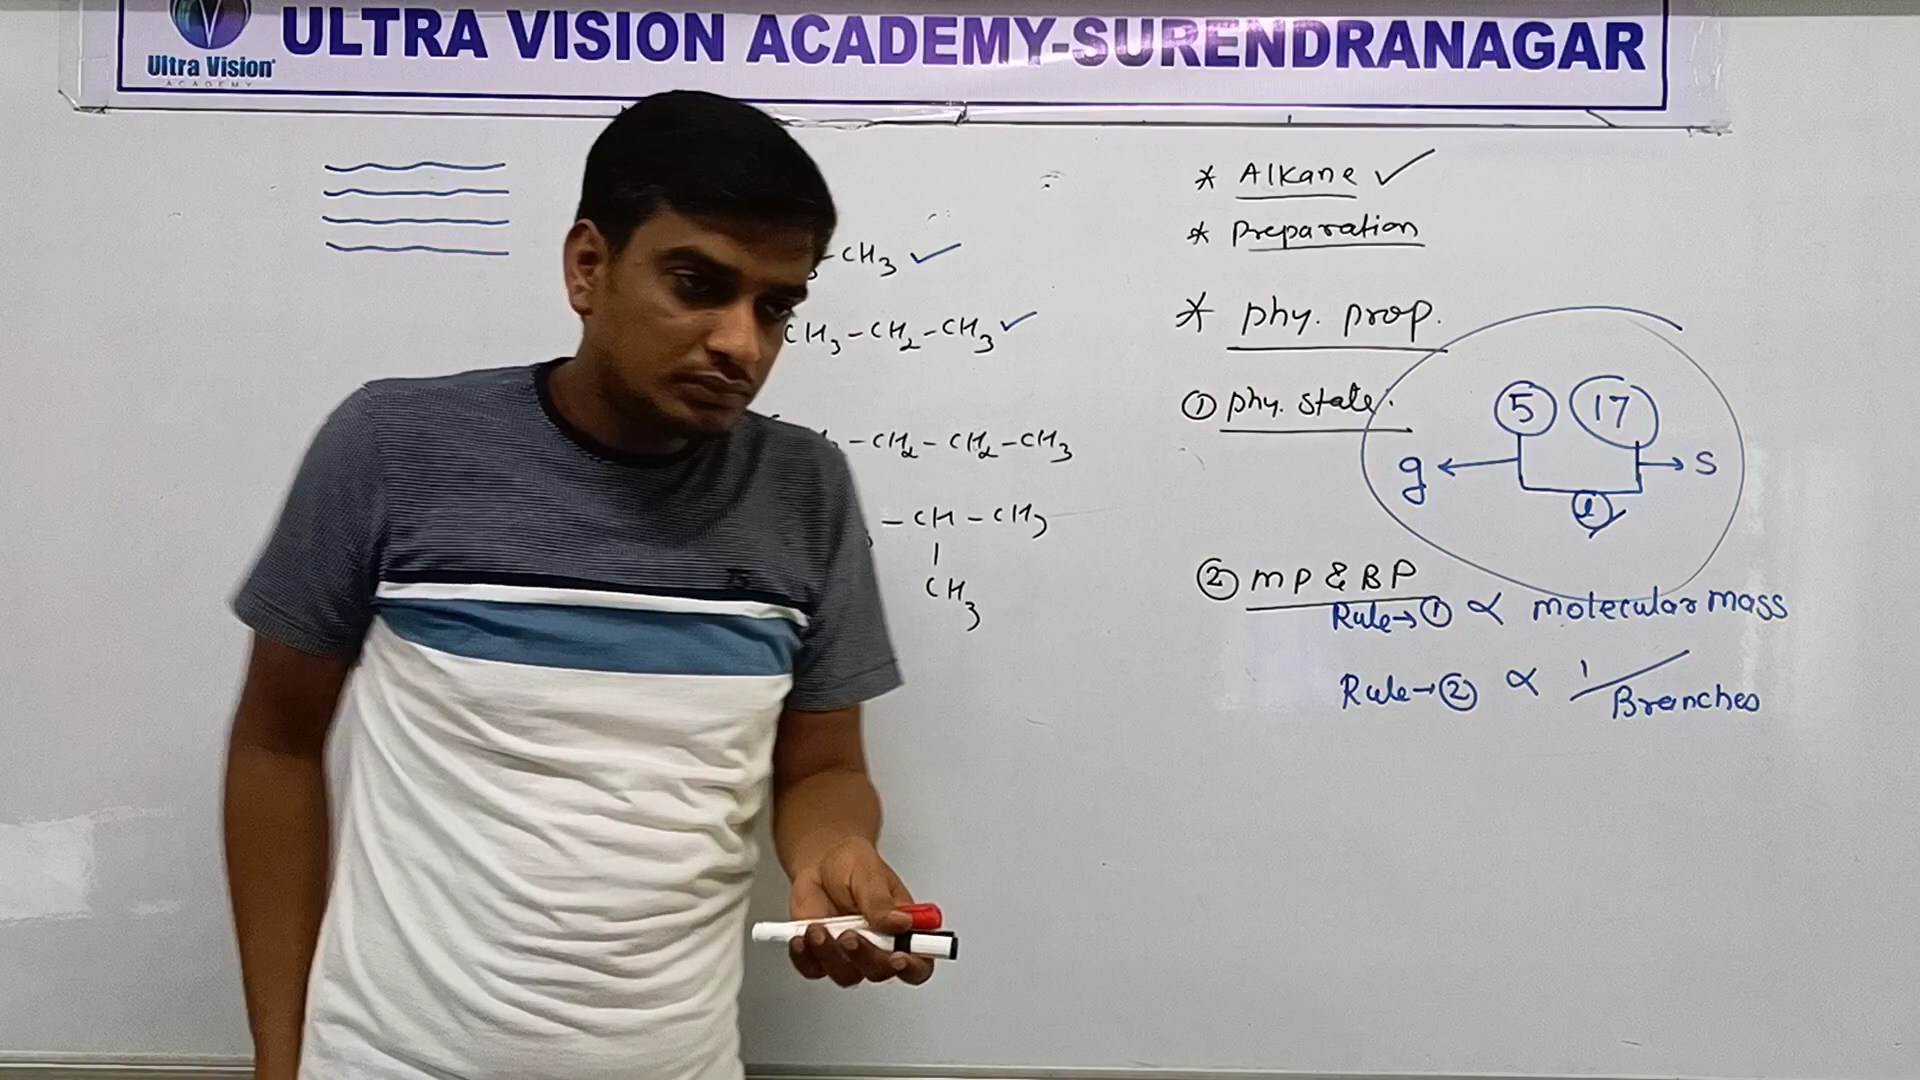 ULTRA VISION ACADEMY-SURENDRANAGAR
Ultra Vision
ACADEMY
-CH3 ✓
CH3-CH2-CH3 ✓
-CH2-CH2-CH3
-CH-CH3
|
CH3
* Alkane ✓
* Preparation
* phy. prop.
① phy. state.
5 17
g ← → s
l
② MP & BP
Rule→① ∝ molecular mass
Rule→② ∝ 1/Branches